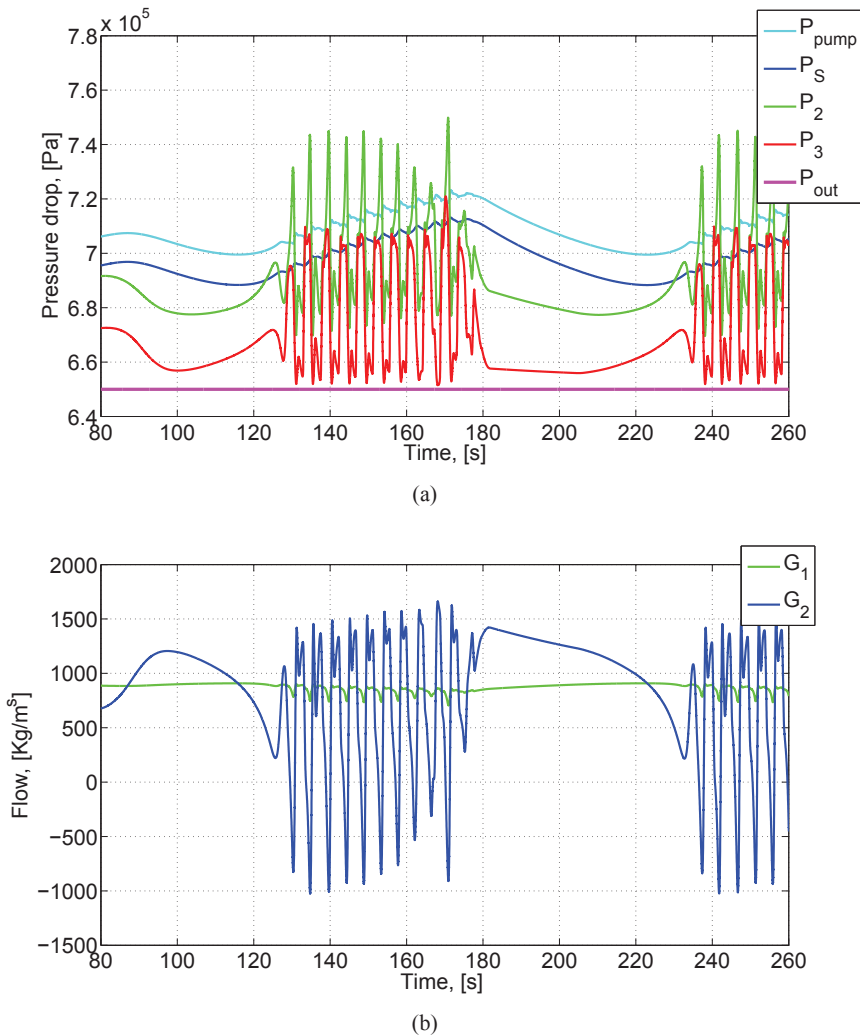 x 10⁵
7.8
7.6
7.4
7.2
7
6.8
6.6
6.4
Pressure drop, [Pa]
P_pump
P_S
P_2
P_3
P_out
80 100 120 140 160 180 200 220 240 260
Time, [s]
(a)
2000
1500
1000
500
0
−500
−1000
−1500
Flow, [Kg/m^s]
G_1
G_2
80 100 120 140 160 180 200 220 240 260
Time, [s]
(b)